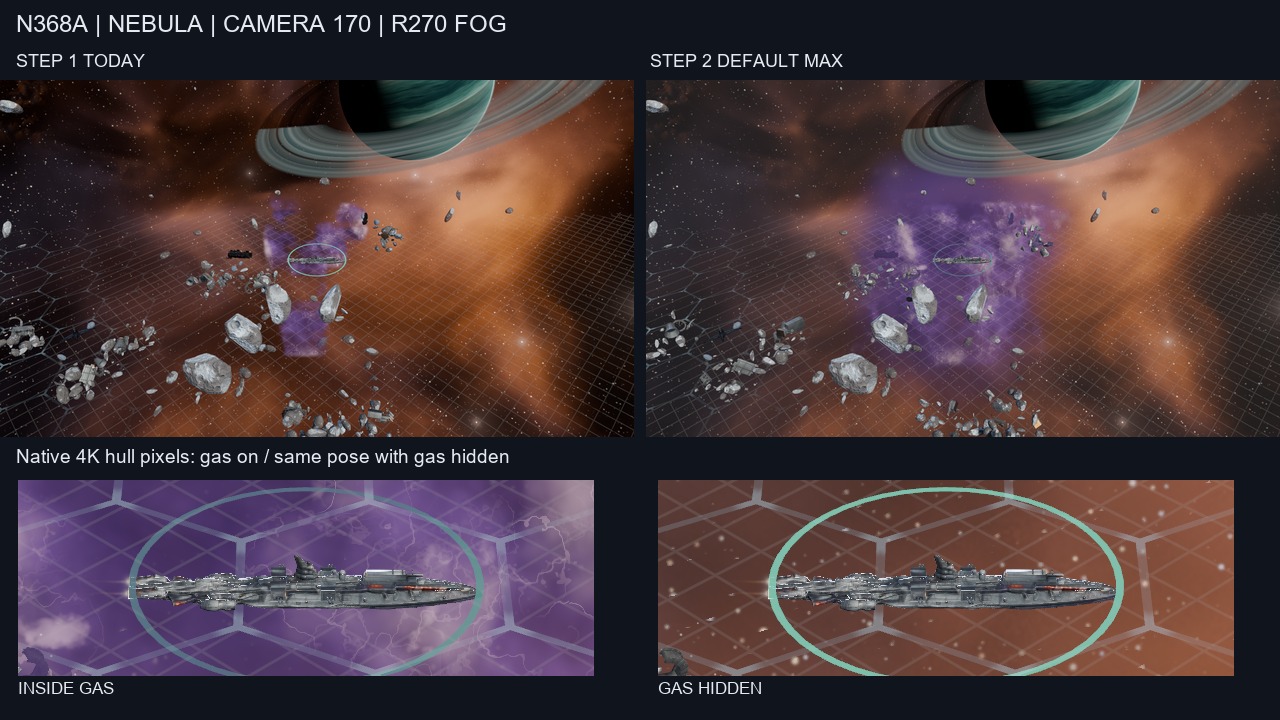 N368A | NEBULA | CAMERA 170 | R270 FOG
STEP 1 TODAY
STEP 2 DEFAULT MAX
Native 4K hull pixels: gas on / same pose with gas hidden
INSIDE GAS
GAS HIDDEN